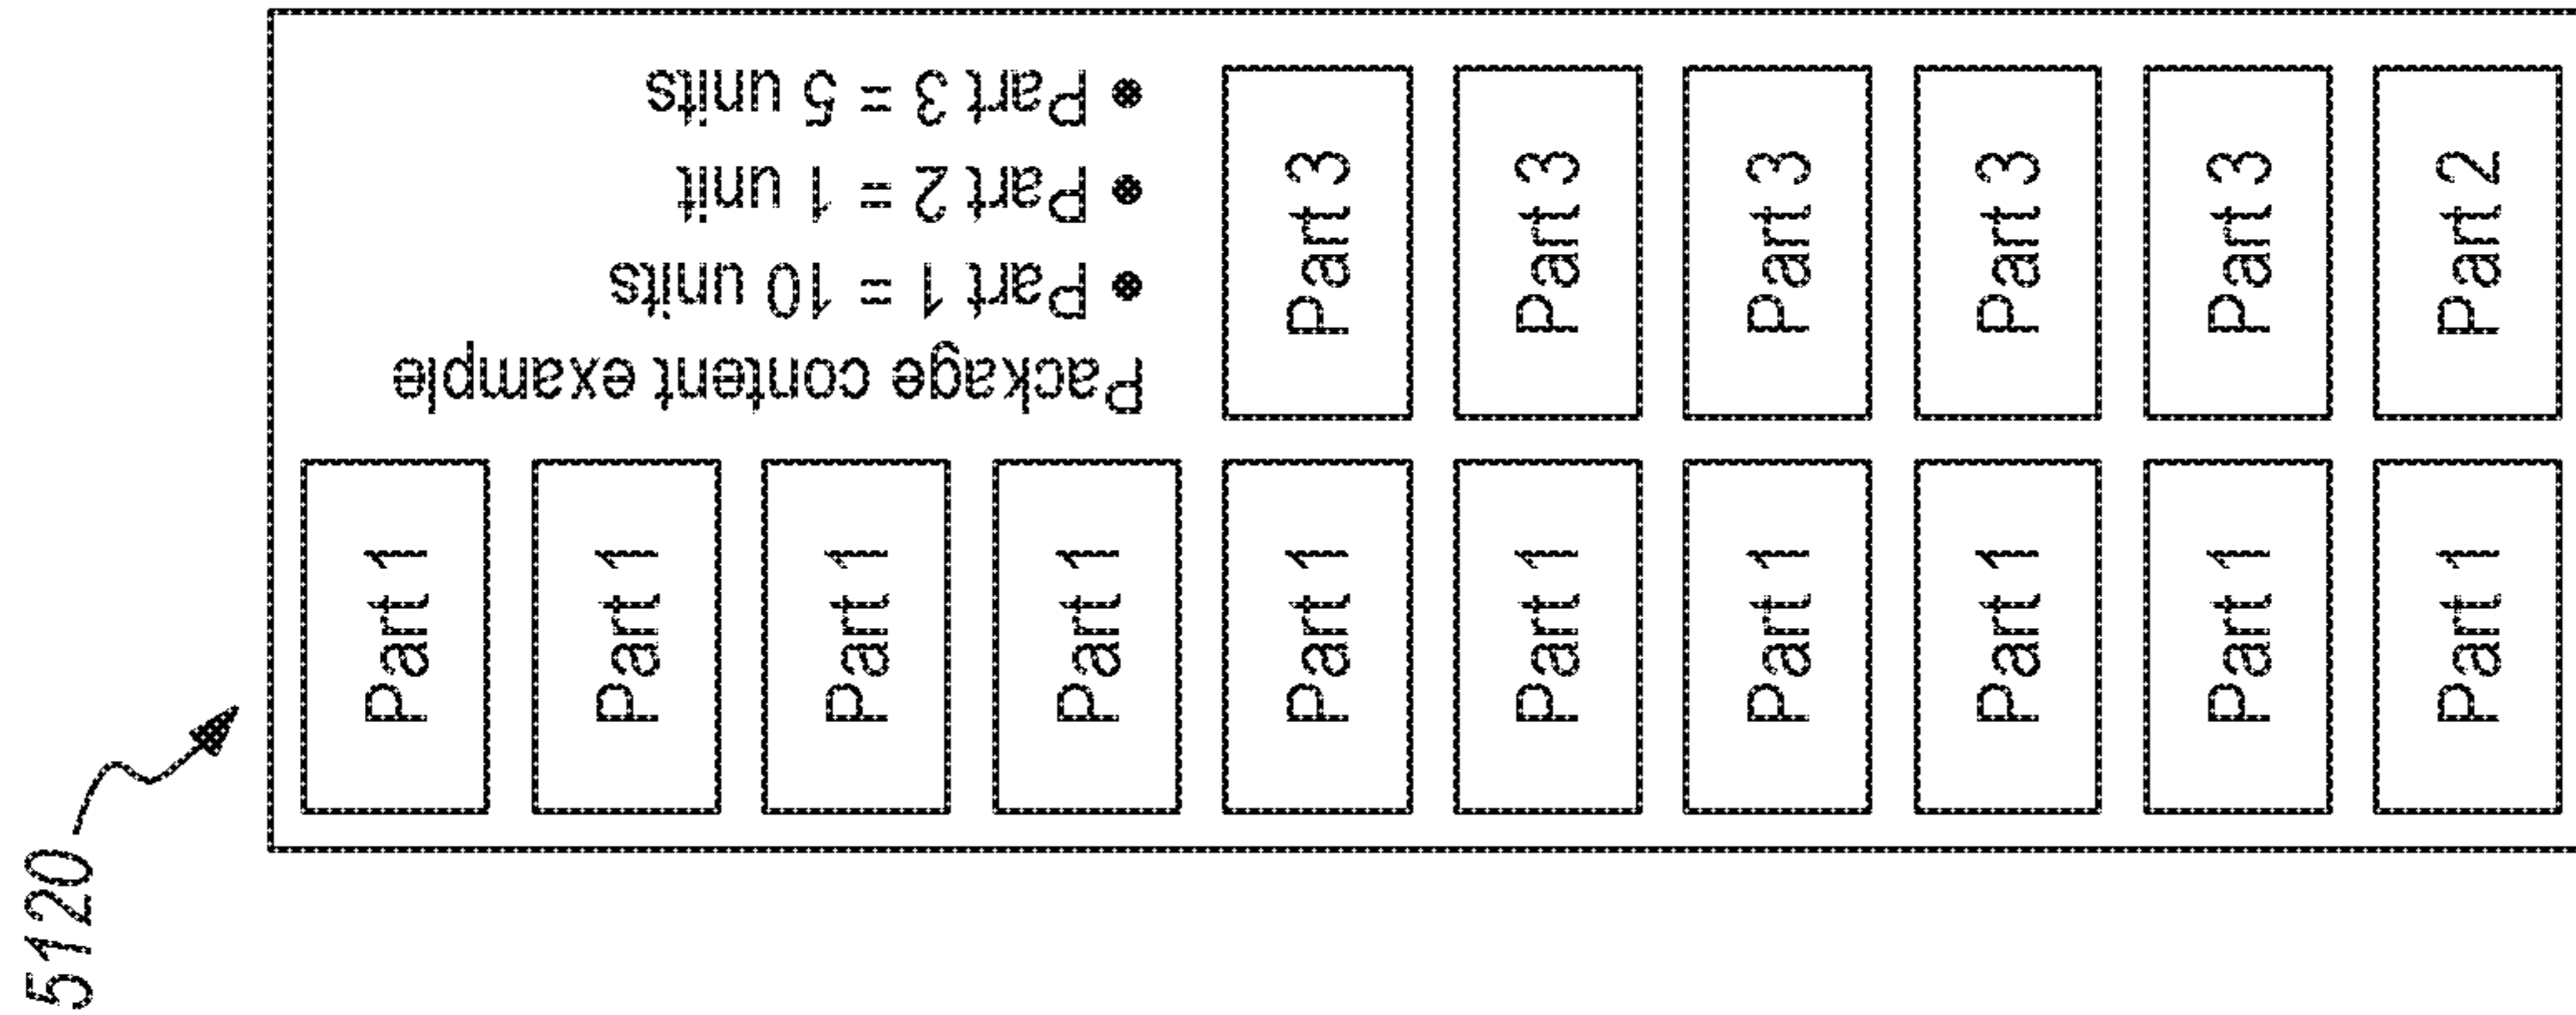 5120
Package content example
• Part 1 = 10 units
• Part 2 = 1 unit
• Part 3 = 5 units
Part 3
Part 3
Part 3
Part 3
Part 3
Part 2
Part 1
Part 1
Part 1
Part 1
Part 1
Part 1
Part 1
Part 1
Part 1
Part 1